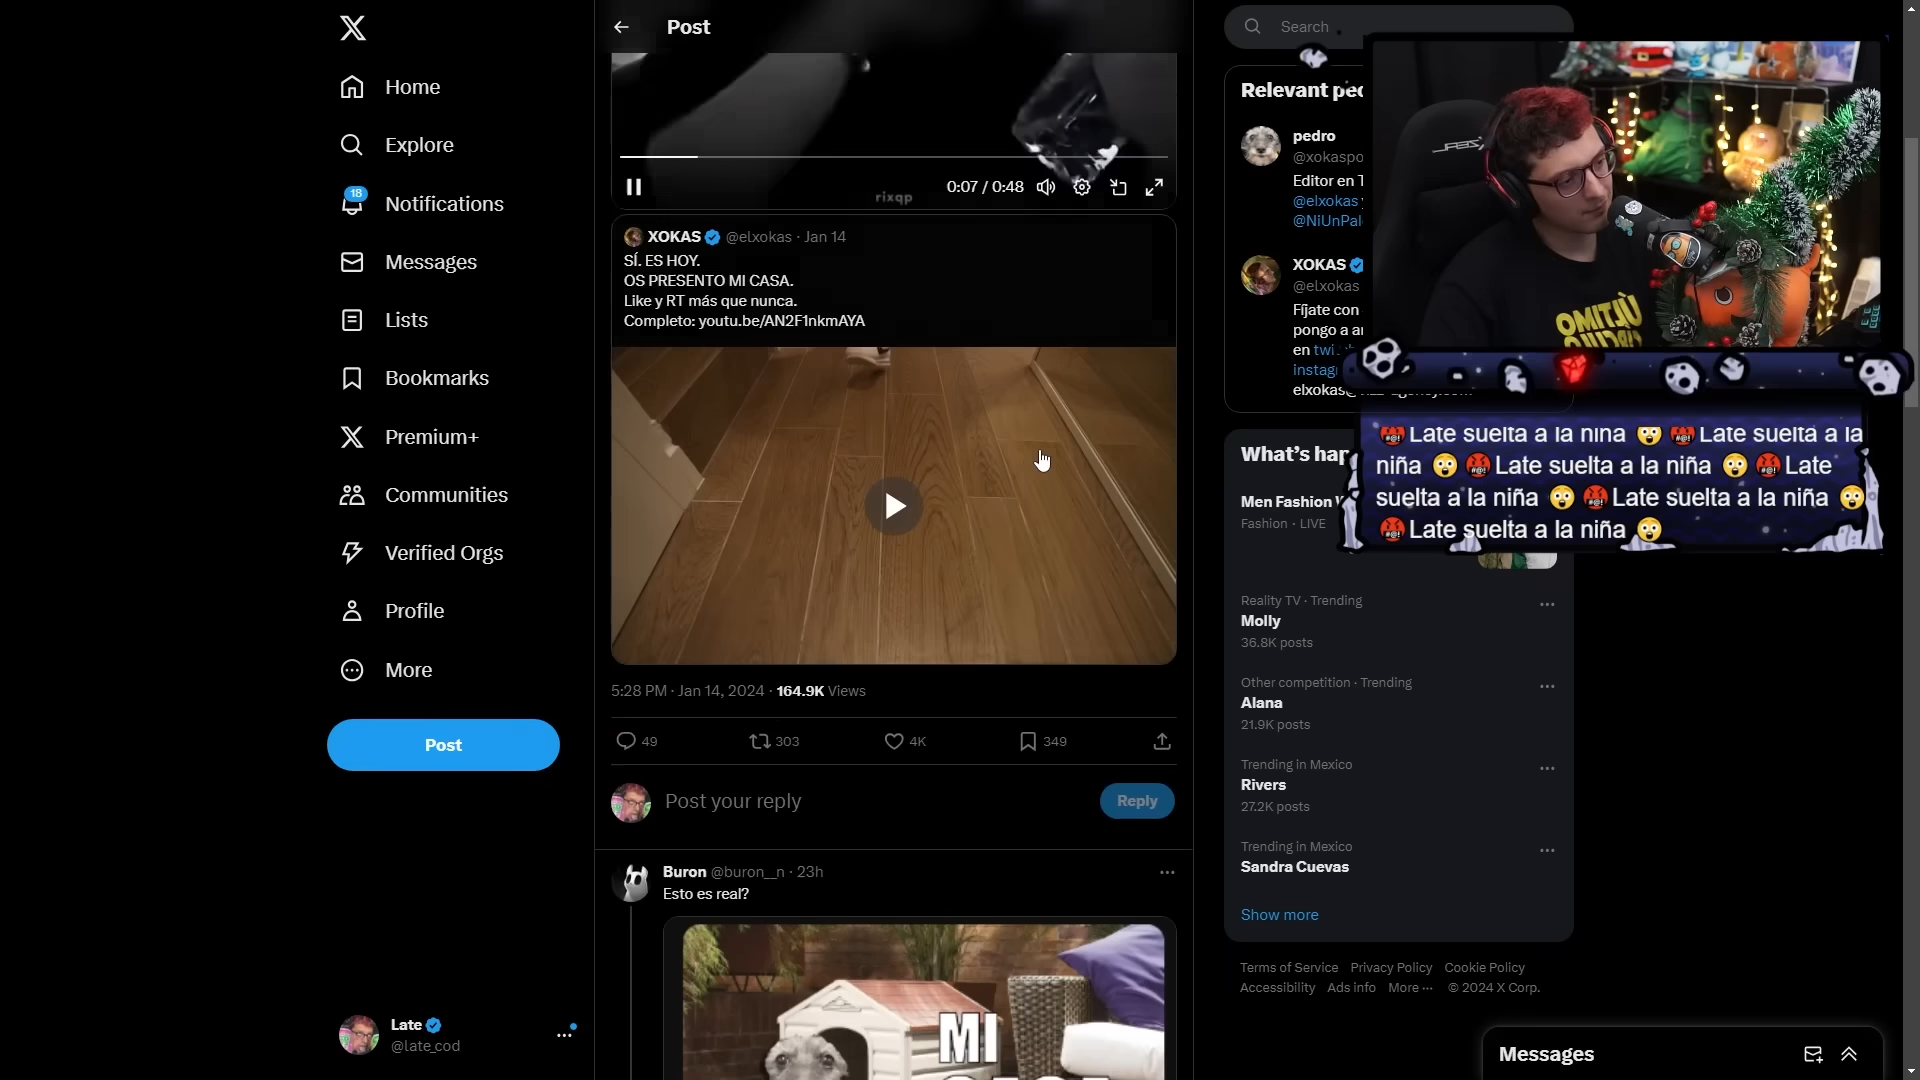 Home
Explore
18
Notifications
Messages
Lists
Bookmarks
Premium+
Communities
Verified Orgs
Profile
More
Post
Late
@late_cod
Post
rixqp
0:07 / 0:48
XOKAS @elxokas · Jan 14
SÍ. ES HOY.
OS PRESENTO MI CASA.
Like y RT más que nunca.
Completo: youtu.be/AN2F1nkmAYA
5:28 PM · Jan 14, 2024 · 164.9K Views
49
303
4K
349
Post your reply
Reply
Buron @buron__n · 23h
Esto es real?
MI
Search
Relevant
pedro
@xokaspo
Editor en
@elxokas
@NiUnPal
XOKAS
@elxokas
Fíjate con
pongo a
en
What's
Men Fashion
Fashion · LIVE
Reality TV · Trending
Molly
36.8K posts
Other competition · Trending
Alana
21.9K posts
Trending in Mexico
Rivers
27.2K posts
Trending in Mexico
Sandra Cuevas
Show more
Terms of Service Privacy Policy Cookie Policy
Accessibility Ads info More ··· © 2024 X Corp.
Messages
ÚLTIMO
🤬Late suelta a la niña 😲 🤬Late suelta a la
niña 😲 🤬Late suelta a la niña 😲 🤬Late
suelta a la niña 😲 🤬Late suelta a la niña 😲
🤬Late suelta a la niña 😲